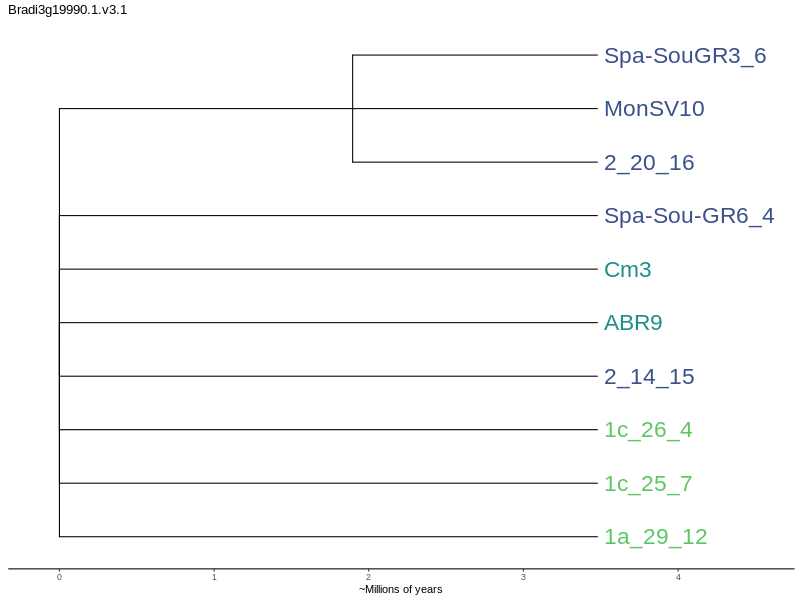 Bradi3g19990.1.v3.1
Spa-SouGR3_6
MonSV10
2_20_16
Spa-Sou-GR6_4
Cm3
ABR9
2_14_15
1c_26_4
1c_25_7
1a_29_12
0 1 2 3 4
~Millions of years